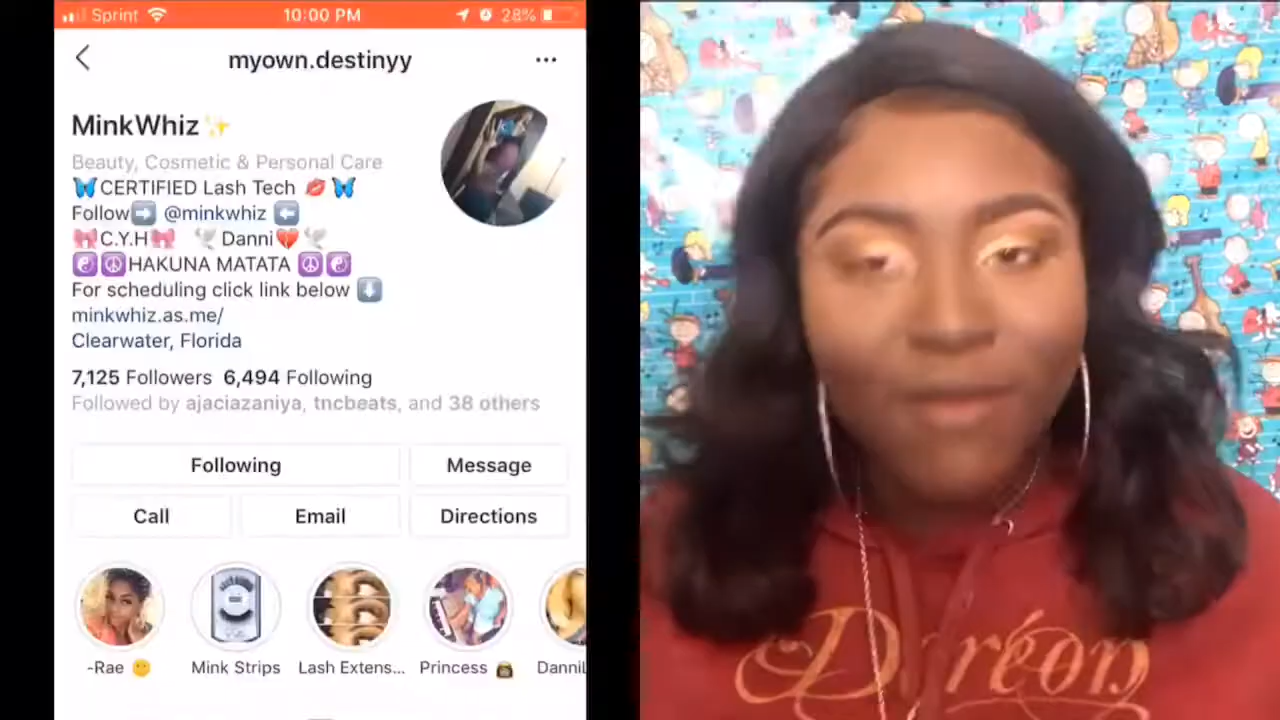 Sprint 10:00 PM 28%
myown.destinyy
MinkWhiz✨
Beauty, Cosmetic & Personal Care
🦋CERTIFIED Lash Tech 💋🦋
Follow➡️ @minkwhiz ⬅️
🎀C.Y.H🎀 🕊Danni💔🕊
☯️☮️HAKUNA MATATA ☮️☯️
For scheduling click link below ⬇️
minkwhiz.as.me/
Clearwater, Florida
7,125 Followers 6,494 Following
Followed by ajaciazaniya, tncbeats, and 38 others
Following Message
Call Email Directions
-Rae Mink Strips Lash Extens... Princess DanniL
Doréon